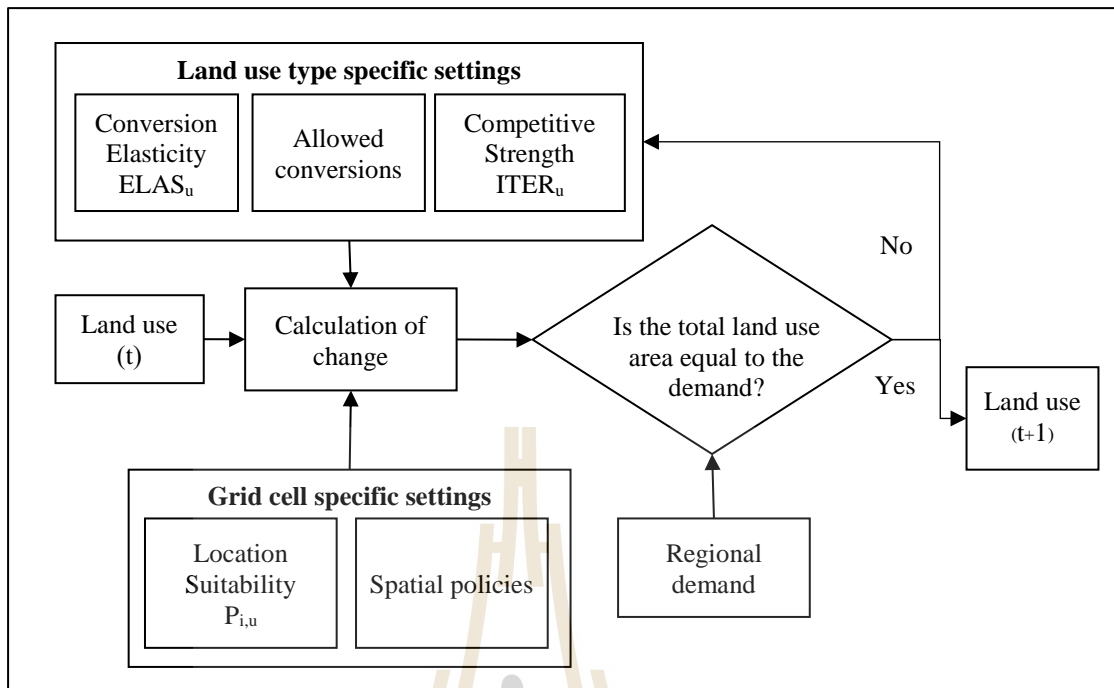 Land use type specific settings
Conversion
Elasticity
ELASu
Allowed
conversions
Competitive
Strength
ITERu
No
Land use
(t)
Calculation of
change
Is the total land use
area equal to the
demand?
Yes
Land use
(t+1)
Grid cell specific settings
Location
Suitability
Pi,u
Spatial policies
Regional
demand